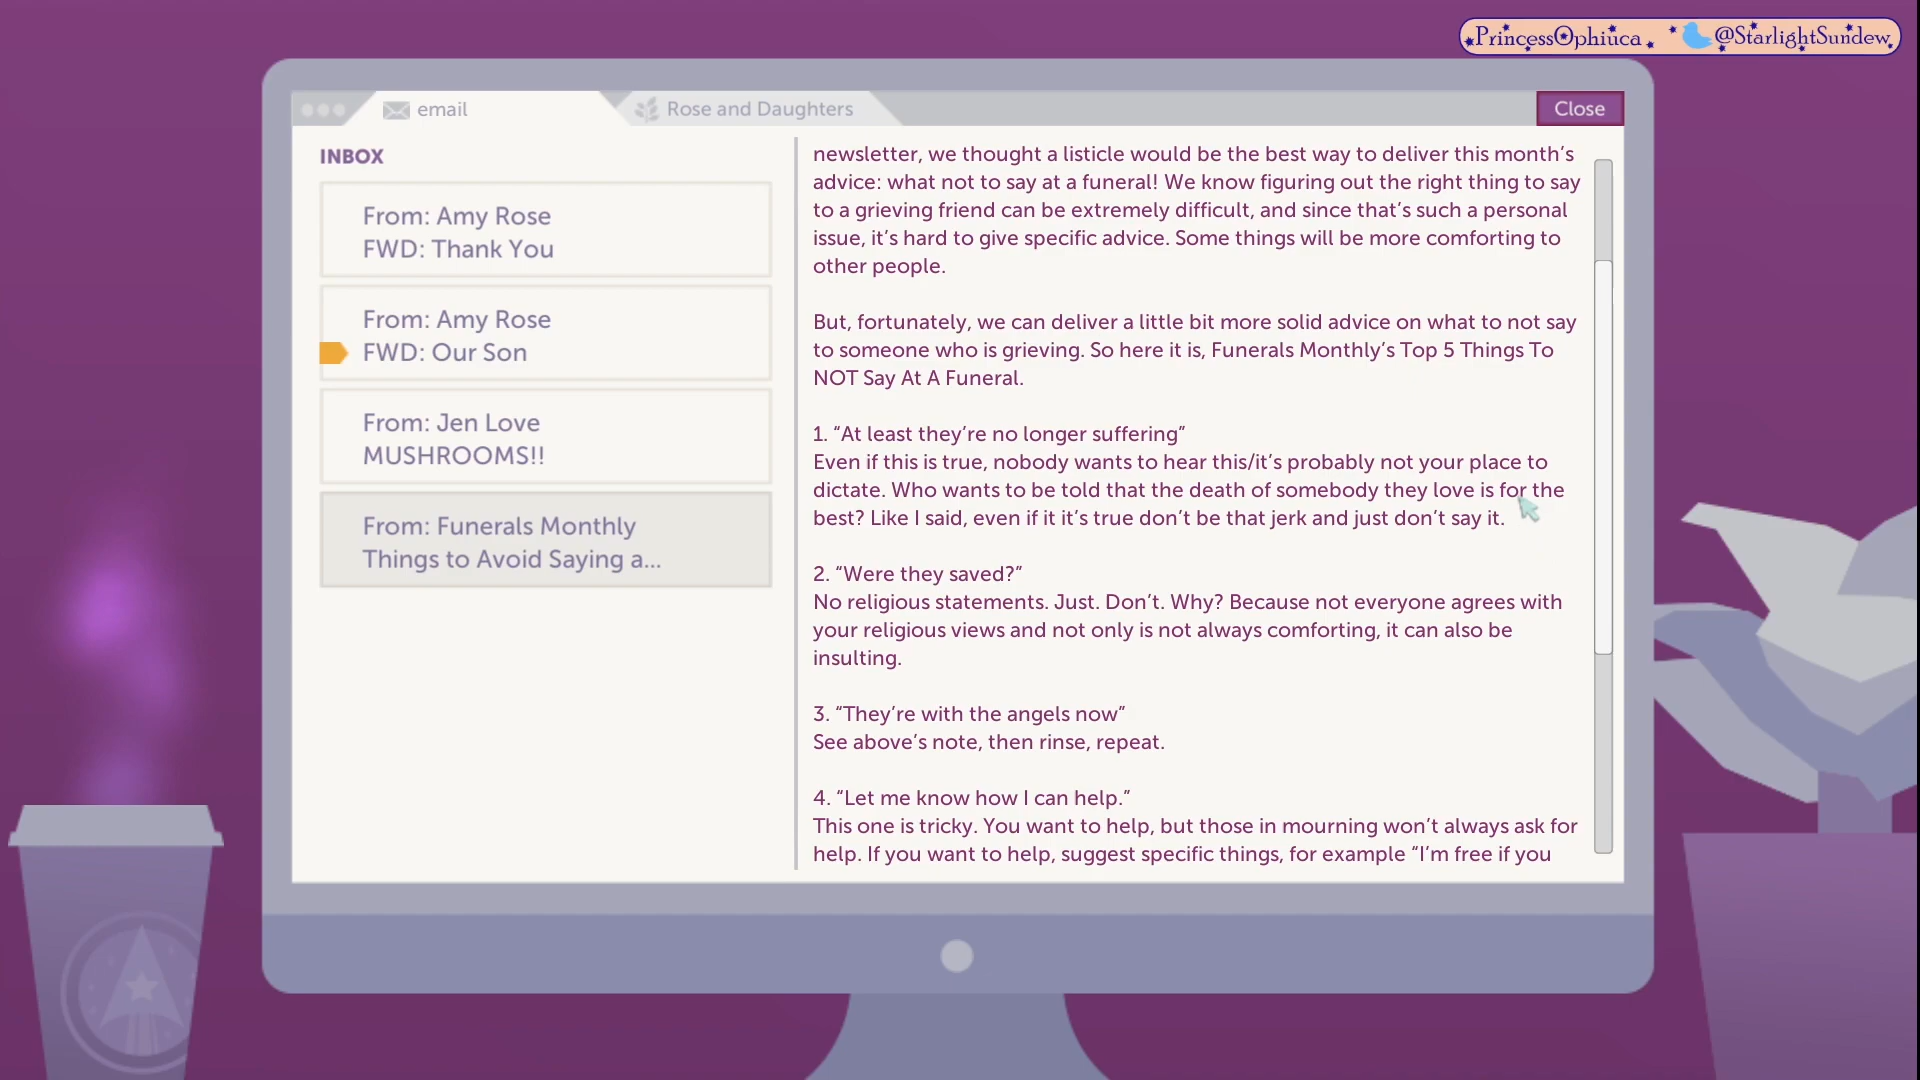 PrincessOphiuca
@StarlightSundew
email
Rose and Daughters
Close
INBOX
From: Amy Rose
FWD: Thank You
From: Amy Rose
FWD: Our Son
From: Jen Love
MUSHROOMS!!
From: Funerals Monthly
Things to Avoid Saying a...
newsletter, we thought a listicle would be the best way to deliver this month’s
advice: what not to say at a funeral! We know figuring out the right thing to say
to a grieving friend can be extremely difficult, and since that’s such a personal
issue, it’s hard to give specific advice. Some things will be more comforting to
other people.
But, fortunately, we can deliver a little bit more solid advice on what to not say
to someone who is grieving. So here it is, Funerals Monthly’s Top 5 Things To
NOT Say At A Funeral.
1. “At least they’re no longer suffering”
Even if this is true, nobody wants to hear this/it’s probably not your place to
dictate. Who wants to be told that the death of somebody they love is for the
best? Like I said, even if it it’s true don’t be that jerk and just don’t say it.
2. “Were they saved?”
No religious statements. Just. Don’t. Why? Because not everyone agrees with
your religious views and not only is not always comforting, it can also be
insulting.
3. “They’re with the angels now”
See above’s note, then rinse, repeat.
4. “Let me know how I can help.”
This one is tricky. You want to help, but those in mourning won’t always ask for
help. If you want to help, suggest specific things, for example “I’m free if you